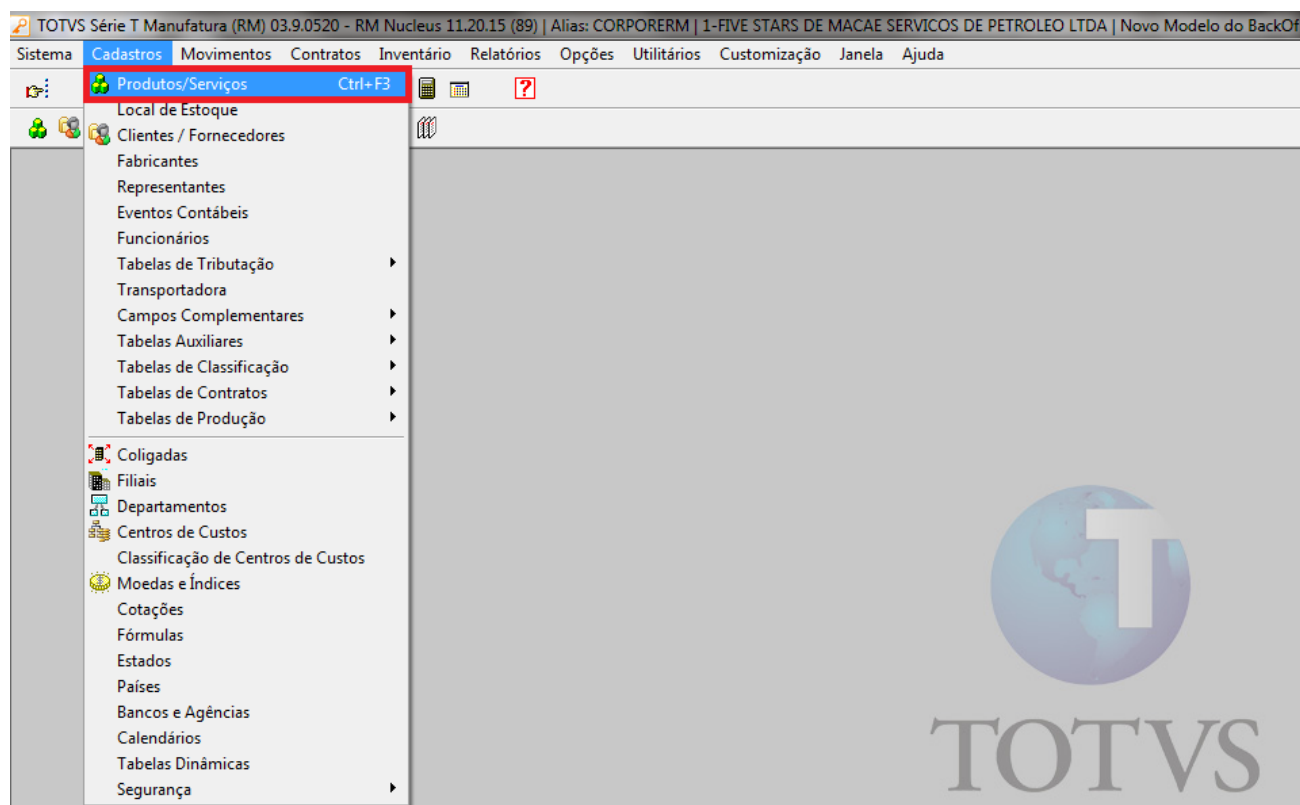 TOTVS Série T Manufatura (RM) 03.9.0520 - RM Nucleus 11.20.15 (89) | Alias: CORPORERM | 1-FIVE STARS DE MACAE SERVICOS DE PETROLEO LTDA | Novo Modelo do BackOf
Sistema Cadastros Movimentos Contratos Inventário Relatórios Opções Utilitários Customização Janela Ajuda
Produtos/Serviços Ctrl+F3
Local de Estoque
Clientes / Fornecedores
Fabricantes
Representantes
Eventos Contábeis
Funcionários
Tabelas de Tributação
Transportadora
Campos Complementares
Tabelas Auxiliares
Tabelas de Classificação
Tabelas de Contratos
Tabelas de Produção
Coligadas
Filiais
Departamentos
Centros de Custos
Classificação de Centros de Custos
Moedas e Índices
Cotações
Fórmulas
Estados
Países
Bancos e Agências
Calendários
Tabelas Dinâmicas
Segurança
TOTVS